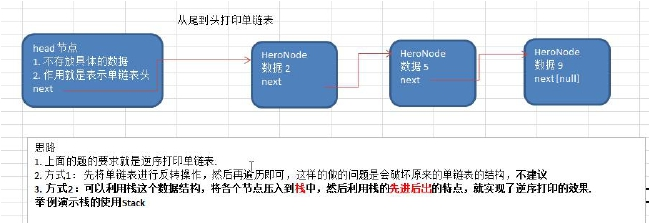 从尾到头打印单链表
head 节点
1. 不存放具体的数据
2. 作用就是表示单链表头
next
HeroNode
数据 2
next
HeroNode
数据 5
next
HeroNode
数据 9
next [null]
思路
1. 上面的题的要求就是逆序打印单链表.
2. 方式1： 先将单链表进行反转操作，然后再遍历即可，这样的做的问题是会破坏原来的单链表的结构，不建议
3. 方式2：可以利用栈这个数据结构，将各个节点压入到栈中，然后利用栈的先进后出的特点，就实现了逆序打印的效果.
举例演示栈的使用Stack